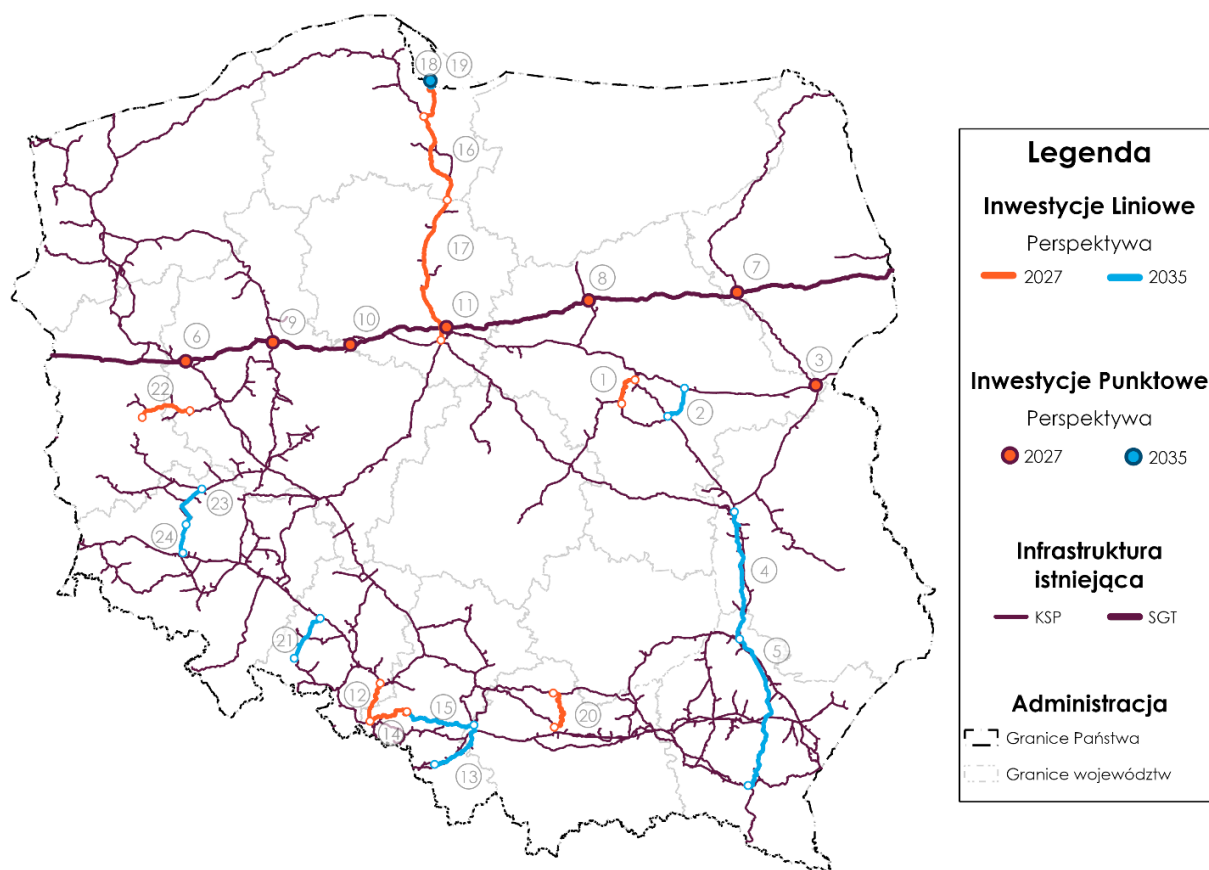 18 19
16
17
8
7
11
10
9
6
3
1
2
22
23
24
4
5
21
12
15
14
20
13
Legenda
Inwestycje Liniowe
Perspektywa
2027 2035
Inwestycje Punktowe
Perspektywa
2027 2035
Infrastruktura
istniejąca
KSP SGT
Administracja
Granice Państwa
Granice województw